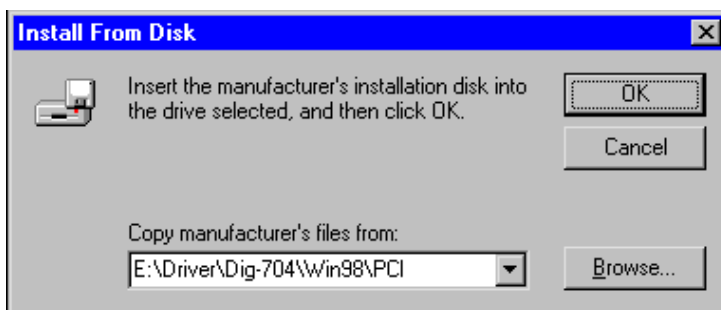 Install From Disk
Insert the manufacturer's installation disk into
the drive selected, and then click OK.
OK
Cancel
Copy manufacturer's files from:
E:\Driver\Dig-704\Win98\PCI
Browse...